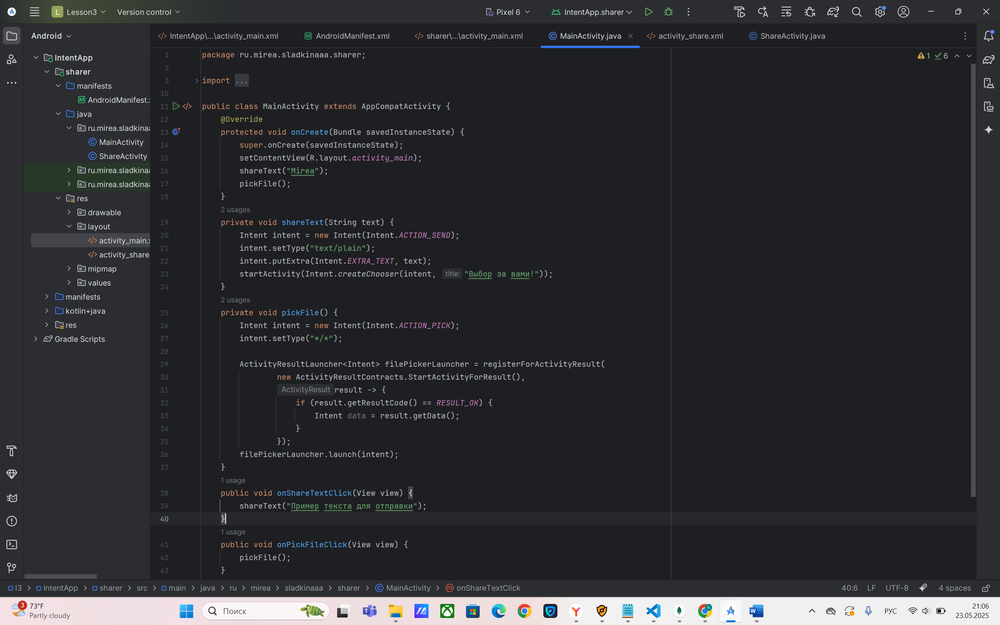 L Lesson3 Version control Pixel 6 IntentApp.sharer
Android
IntentApp\...\activity_main.xml AndroidManifest.xml sharer\...\activity_main.xml MainActivity.java activity_share.xml ShareActivity.java
IntentApp
sharer
manifests
AndroidManifest.x
java
ru.mirea.sladkinaa
MainActivity
ShareActivity
ru.mirea.sladkinaa
ru.mirea.sladkinaa
res
drawable
layout
activity_main.x
activity_share.
mipmap
values
manifests
kotlin+java
res
Gradle Scripts
1 6
1 package ru.mirea.sladkinaaa.sharer;
2
3 import ...
10
11 public class MainActivity extends AppCompatActivity {
12 @Override
13 protected void onCreate(Bundle savedInstanceState) {
14 super.onCreate(savedInstanceState);
15 setContentView(R.layout.activity_main);
16 shareText("Mirea");
17 pickFile();
18 }
2 usages
19 private void shareText(String text) {
20 Intent intent = new Intent(Intent.ACTION_SEND);
21 intent.setType("text/plain");
22 intent.putExtra(Intent.EXTRA_TEXT, text);
23 startActivity(Intent.createChooser(intent, title: "Выбор за вами!"));
24 }
2 usages
25 private void pickFile() {
26 Intent intent = new Intent(Intent.ACTION_PICK);
27 intent.setType("*/*");
28
29 ActivityResultLauncher<Intent> filePickerLauncher = registerForActivityResult(
30 new ActivityResultContracts.StartActivityForResult(),
31 ActivityResult result -> {
32 if (result.getResultCode() == RESULT_OK) {
33 Intent data = result.getData();
34 }
35 });
36 filePickerLauncher.launch(intent);
37 }
1 usage
38 public void onShareTextClick(View view) {
39 shareText("Пример текста для отправки");
40 }
1 usage
41 public void onPickFileClick(View view) {
42 pickFile();
43 }
l3 > IntentApp > sharer > src > main > java > ru > mirea > sladkinaaa > sharer > MainActivity > onShareTextClick 40:6 LF UTF-8 4 spaces
3 73°F
Partly cloudy
Поиск
РУС
21:06
23.05.2025